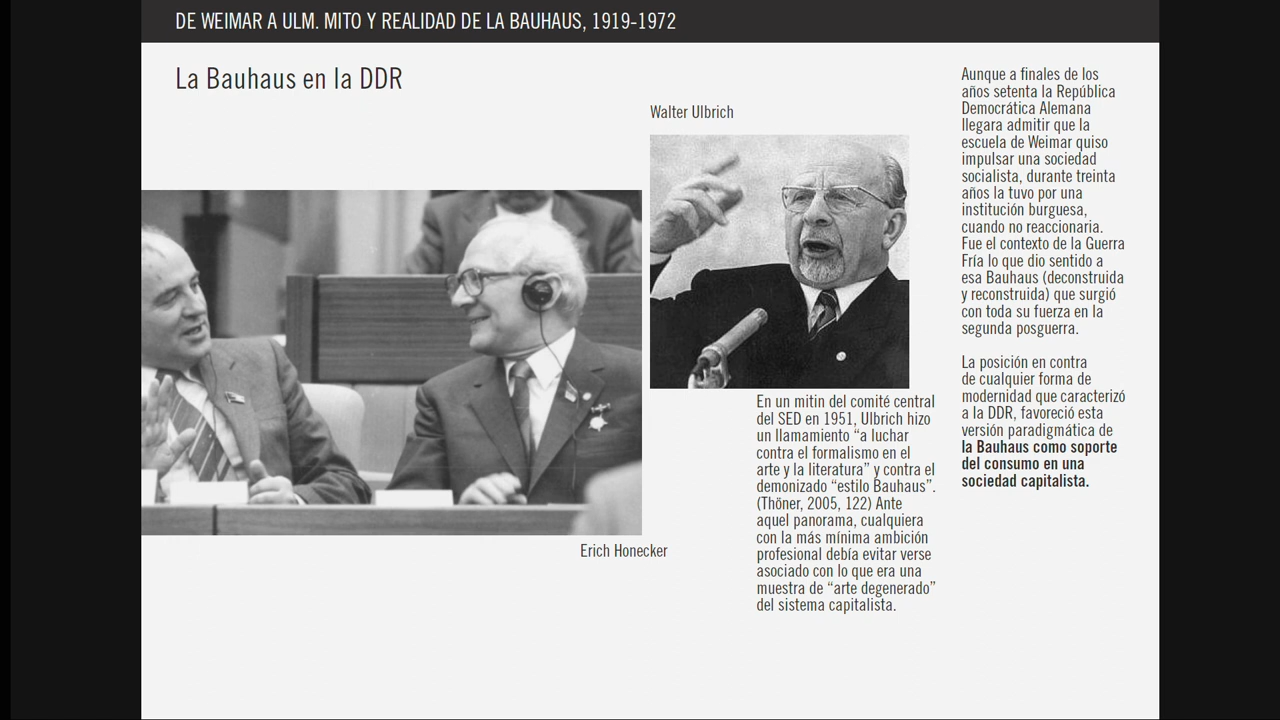 DE WEIMAR A ULM. MITO Y REALIDAD DE LA BAUHAUS, 1919-1972
La Bauhaus en la DDR
Walter Ulbrich
Erich Honecker
En un mitin del comité central
del SED en 1951, Ulbrich hizo
un llamamiento “a luchar
contra el formalismo en el
arte y la literatura” y contra el
demonizado “estilo Bauhaus”.
(Thöner, 2005, 122) Ante
aquel panorama, cualquiera
con la más mínima ambición
profesional debía evitar verse
asociado con lo que era una
muestra de “arte degenerado”
del sistema capitalista.
Aunque a finales de los
años setenta la República
Democrática Alemana
llegara admitir que la
escuela de Weimar quiso
impulsar una sociedad
socialista, durante treinta
años la tuvo por una
institución burguesa,
cuando no reaccionaria.
Fue el contexto de la Guerra
Fría lo que dio sentido a
esa Bauhaus (deconstruida
y reconstruida) que surgió
con toda su fuerza en la
segunda posguerra.
La posición en contra
de cualquier forma de
modernidad que caracterizó
a la DDR, favoreció esta
versión paradigmática de
la Bauhaus como soporte
del consumo en una
sociedad capitalista.